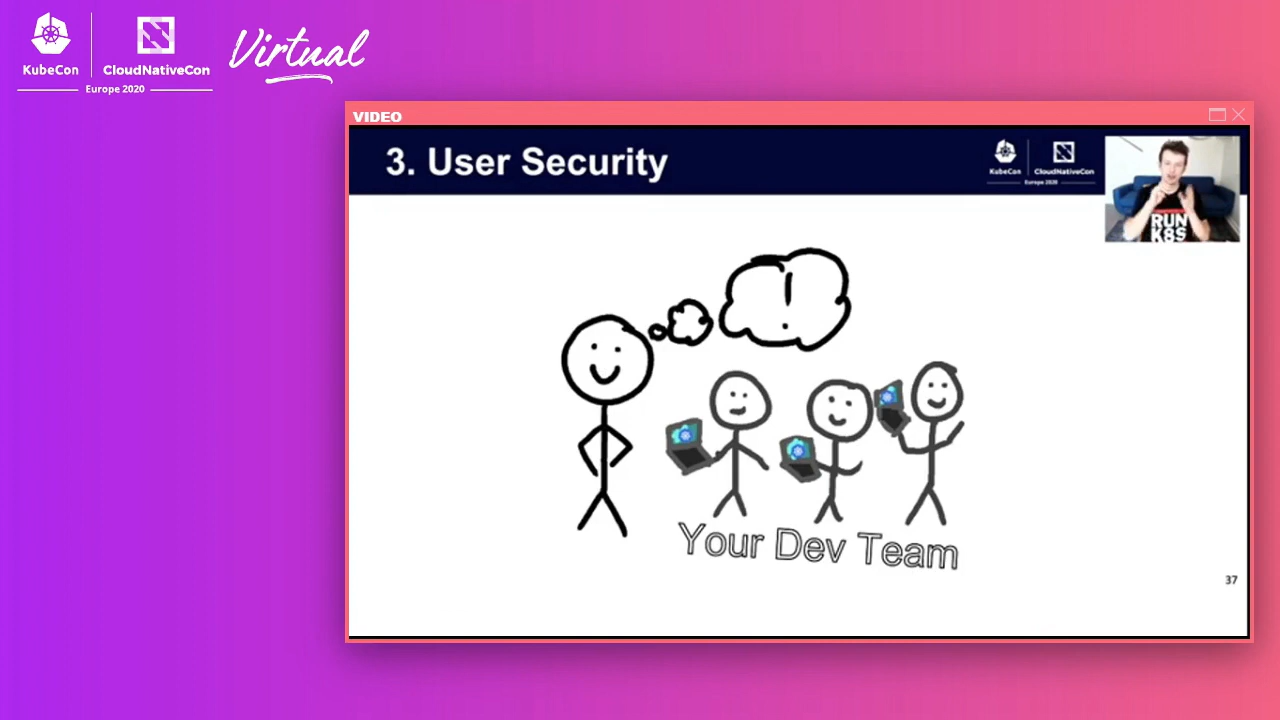 KubeCon
CloudNativeCon
Europe 2020
Virtual
VIDEO
3. User Security
KubeCon
CloudNativeCon
Europe 2020
RUN
K8S
!
Your Dev Team
37